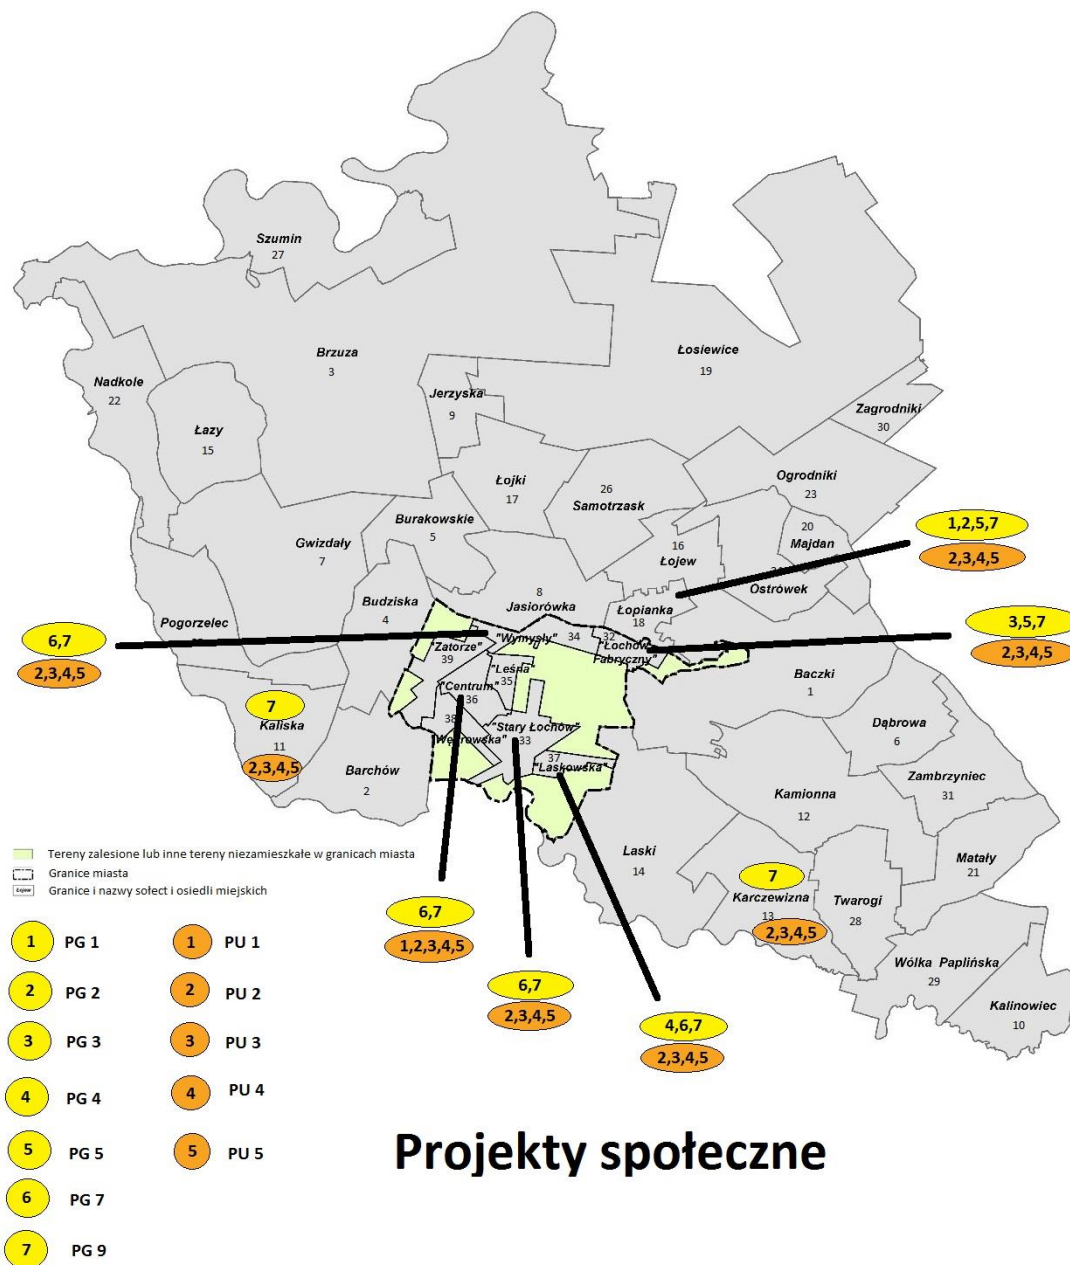 Szumin
27
Brzuza
3
Łosiewice
19
Nadkole
22
Jerzyska
9
Zagrodniki
30
Łazy
15
Łojki
17
26
Samotrzask
Ogrodniki
23
Burakowskie
5
Gwizdały
7
16
Łojew
20
Majdan
Ostrówek
1,2,5,7
2,3,4,5
Budziska
4
8
Jasiorówka
Łopianka
18
Pogorzelec
6,7
2,3,4,5
"Wymysły"
34
32
"Łochów
Fabryczny"
3,5,7
2,3,4,5
"Zatorze"
39
"Leśna"
35
"Centrum"
36
Baczki
1
7
Kaliska
11
2,3,4,5
38
"Węgrowska"
"Stary Łochów"
33
Dąbrowa
6
Barchów
2
37
"Laskowska"
Zambrzyniec
31
Kamionna
12
Laski
14
Matały
21
7
Karczewizna
13
2,3,4,5
Twarogi
28
Wólka Paplińska
29
Kalinowiec
10
Tereny zalesione lub inne tereny niezamieszkałe w granicach miasta
Granice miasta
Granice i nazwy sołect i osiedli miejskich
6,7
1,2,3,4,5
6,7
2,3,4,5
4,6,7
2,3,4,5
1 PG 1 1 PU 1
2 PG 2 2 PU 2
3 PG 3 3 PU 3
4 PG 4 4 PU 4
5 PG 5 5 PU 5
6 PG 7
7 PG 9
Projekty społeczne